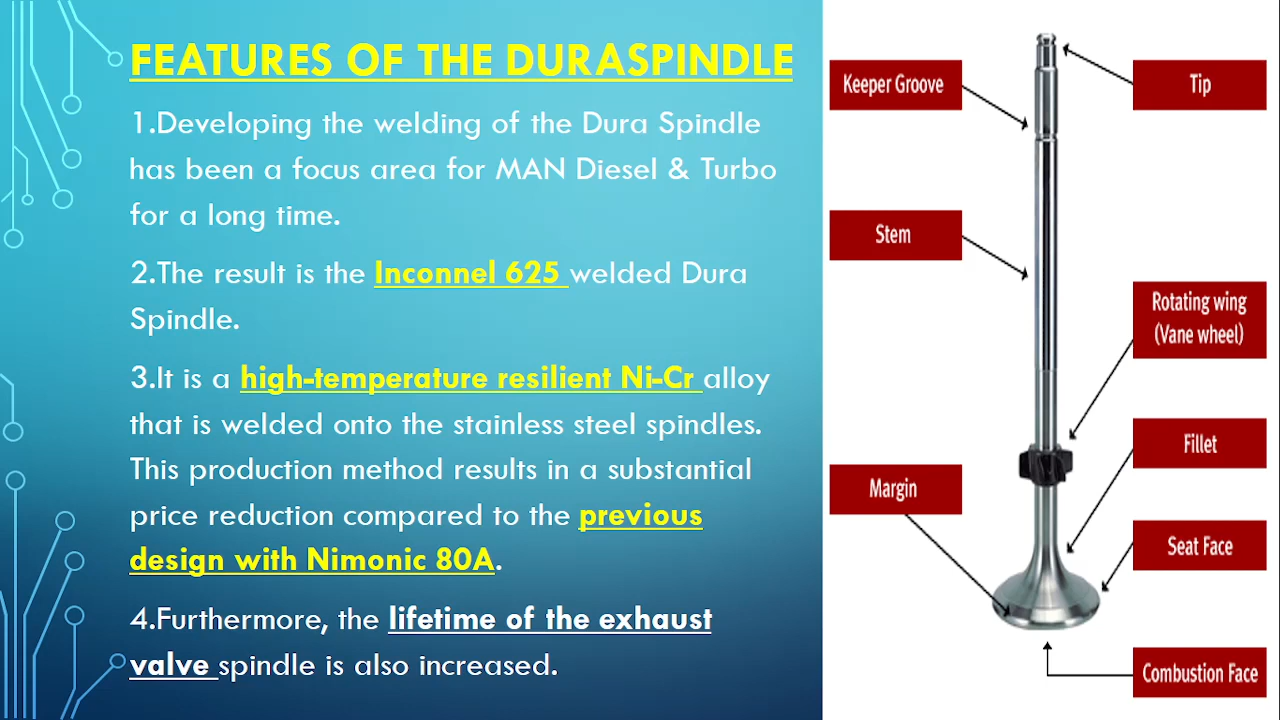 FEATURES OF THE DURASPINDLE
1.Developing the welding of the Dura Spindle
has been a focus area for MAN Diesel & Turbo
for a long time.
2.The result is the Inconnel 625 welded Dura
Spindle.
3.It is a high-temperature resilient Ni-Cr alloy
that is welded onto the stainless steel spindles.
This production method results in a substantial
price reduction compared to the previous
design with Nimonic 80A.
4.Furthermore, the lifetime of the exhaust
valve spindle is also increased.
Keeper Groove
Tip
Stem
Rotating wing
(Vane wheel)
Fillet
Margin
Seat Face
Combustion Face